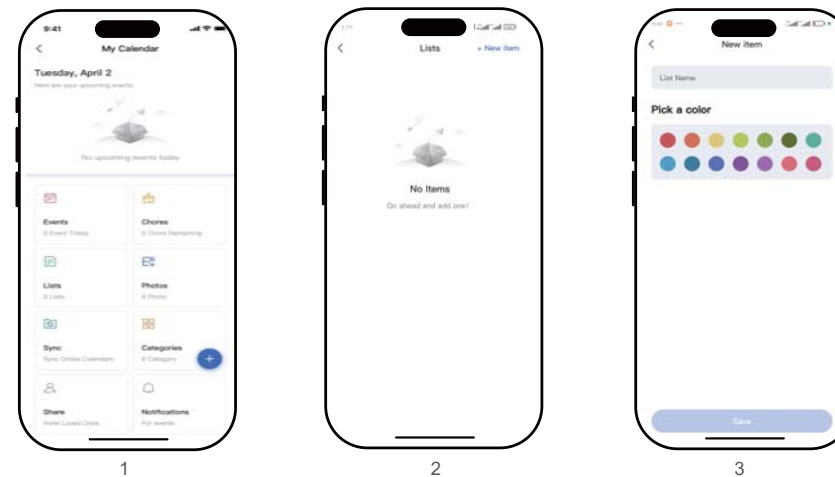 9:41
My Calendar
Tuesday, April 2
Here are your upcoming events:
No upcoming events today
Events
0 Event Today
Chores
0 Chore Remaining
Lists
2 Lists
Photos
4 Photo
Sync
Sync Online Calendars
Categories
8 Category
Share
Invite Loved Ones
Notifications
For events
1
Lists
+ New Item
No Items
Go ahead and add one!
2
New item
List Name
Pick a color
Save
3